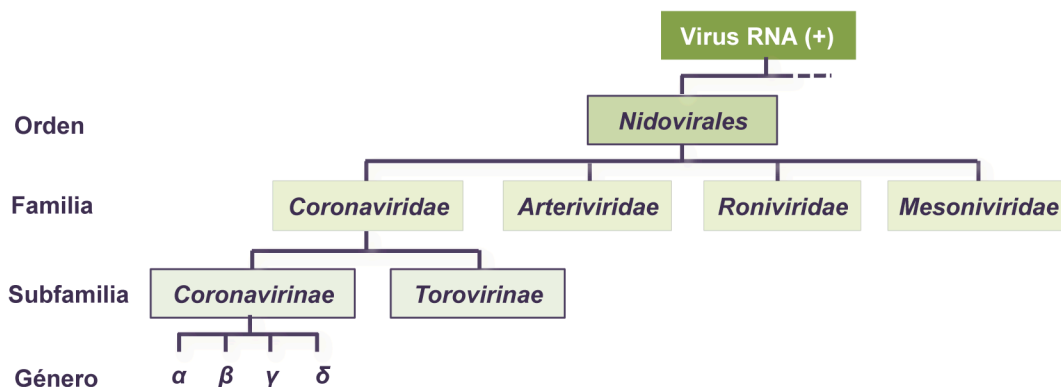 Virus RNA (+)
Orden
Nidovirales
Familia
Coronaviridae
Arteriviridae
Roniviridae
Mesoniviridae
Subfamilia
Coronavirinae
Torovirinae
Género
α
β
γ
δ